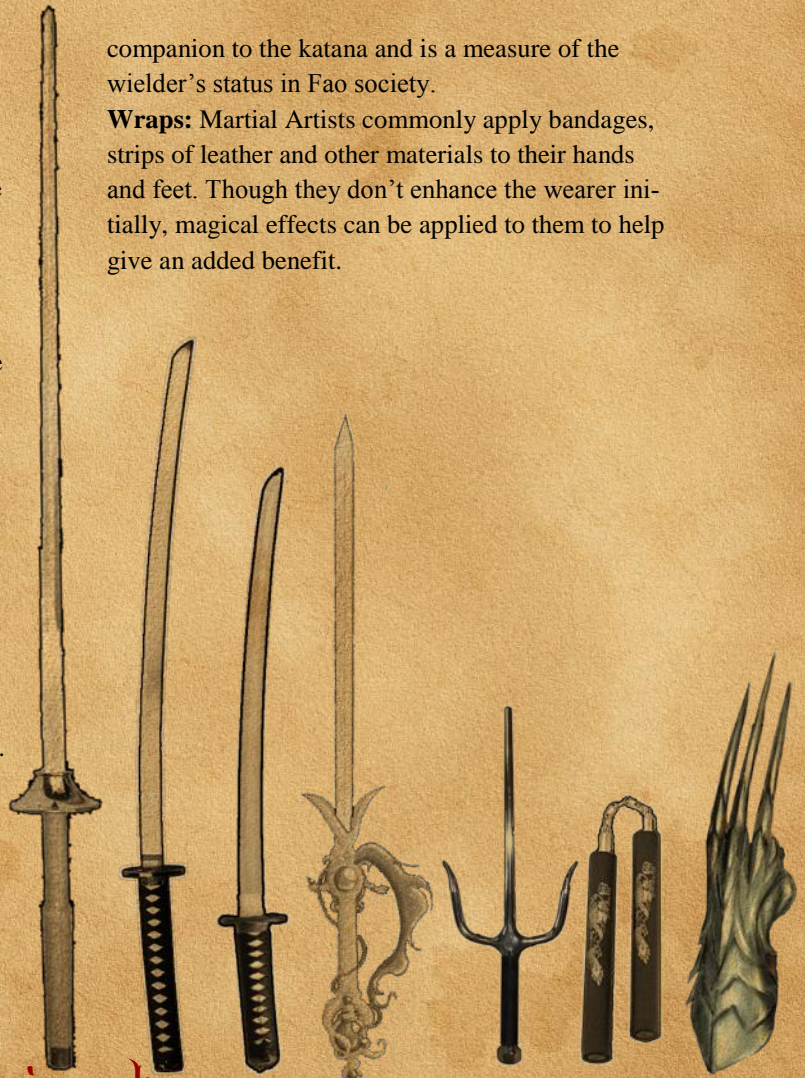 companion to the katana and is a measure of the
wielder's status in Fao society.
Wraps: Martial Artists commonly apply bandages,
strips of leather and other materials to their hands
and feet. Though they don't enhance the wearer ini-
tially, magical effects can be applied to them to help
give an added benefit.